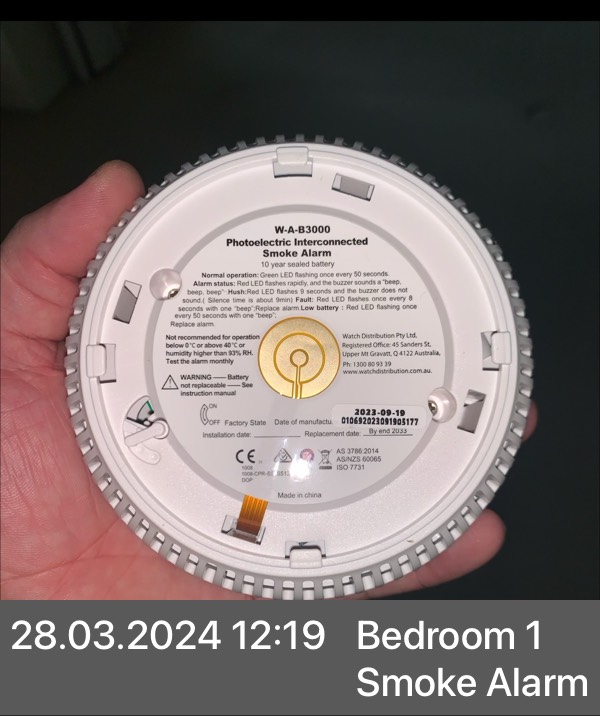 W-A-B3000
Photoelectric Interconnected
Smoke Alarm
10 year sealed battery
Normal operation: Green LED flashing once every 50 seconds.
Alarm status: Red LED flashes rapidly, and the buzzer sounds a "beep,
beep, beep" Hush:Red LED flashes 9 seconds and the buzzer does not
sound.( Silence time is about 9min) Fault: Red LED flashes once every 8
seconds with one "beep";Replace alarm.Low battery : Red LED flashing once
every 50 seconds with one "beep";
Replace alarm.
Not recommended for operation
below 0°C or above 40°C or
humidity higher than 93% RH.
Test the alarm monthly
WARNING — Battery
not replaceable — See
instruction manual
Watch Distribution Pty Ltd,
Registered Office: 45 Sanders St,
Upper Mt Gravatt, Q 4122 Australia,
Ph: 1300 80 93 39
www.watchdistribution.com.au.
ON
OFF Factory State
Date of manufactu
2023-09-19
010692023091905177
Installation date:
Replacement date: By end 2033
CE
1008
DOP
AS 3786:2014
AS/NZS 60065
ISO 7731
Made in china
28.03.2024 12:19
Bedroom 1
Smoke Alarm